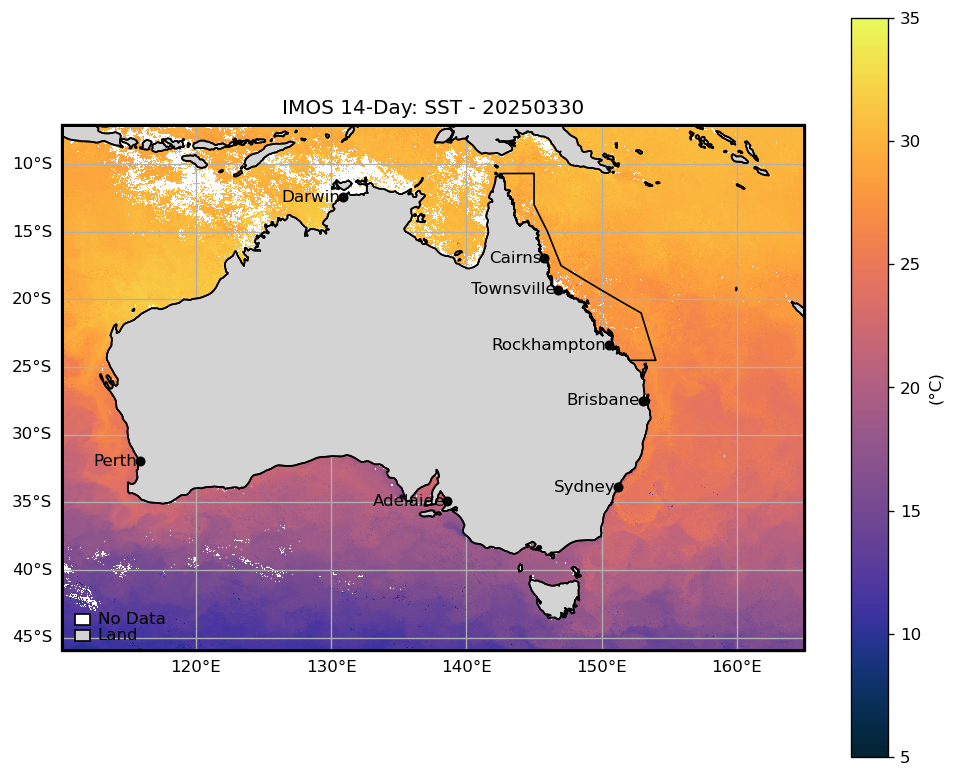 IMOS 14-Day: SST - 20250330
35
30
25
20
15
10
5
(°C)
10°S
15°S
20°S
25°S
30°S
35°S
40°S
45°S
120°E
130°E
140°E
150°E
160°E
Darwin
Cairns
Townsville
Rockhampton
Brisbane
Perth
Sydney
Adelaide
No Data
Land